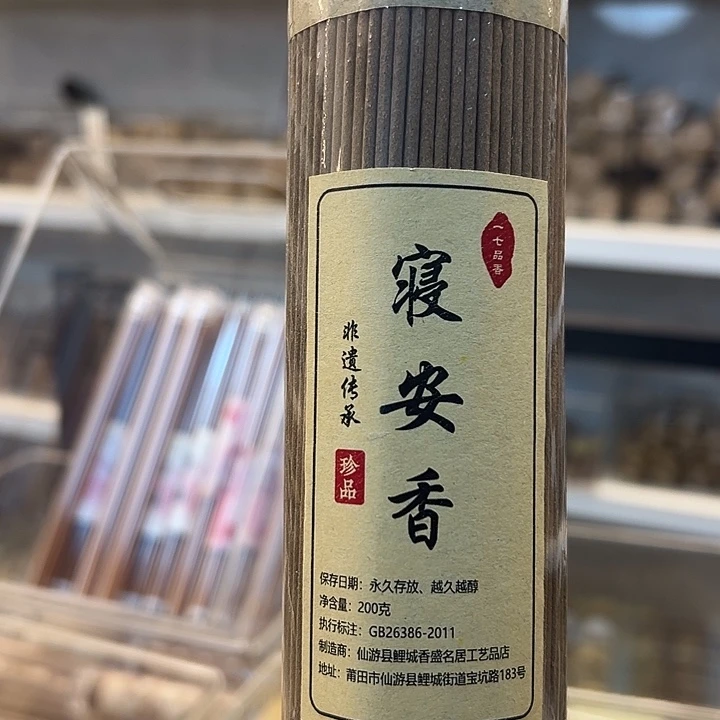 一七品香
寝安香
非遗传承
珍品
保存日期：永久存放、越久越醇
净含量：200克
执行标注：GB26386-2011
制造商：仙游县鲤城香盛名居工艺品店
地址：莆田市仙游县鲤城街道宝坑路183号